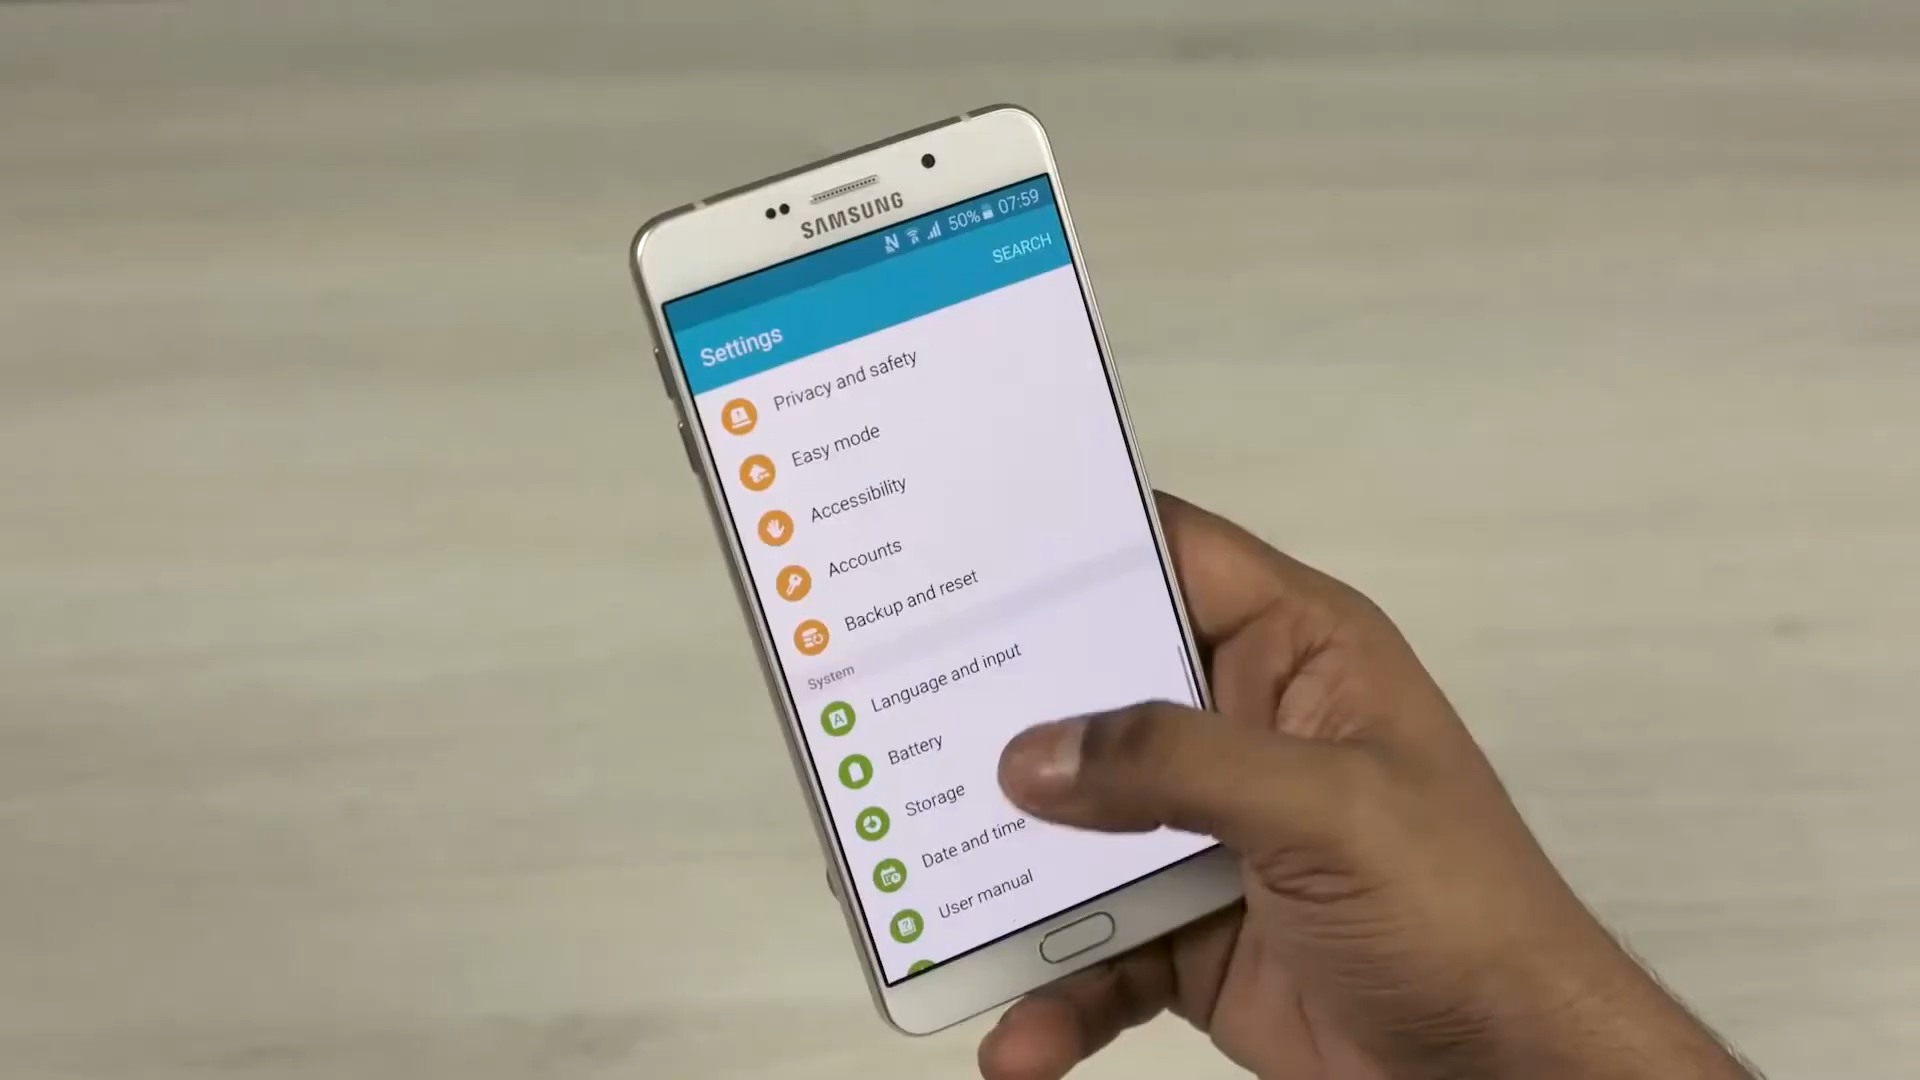 SAMSUNG
50% 07:59
SEARCH
Settings
Privacy and safety
Easy mode
Accessibility
Accounts
Backup and reset
System
Language and input
Battery
Storage
Date and time
User manual